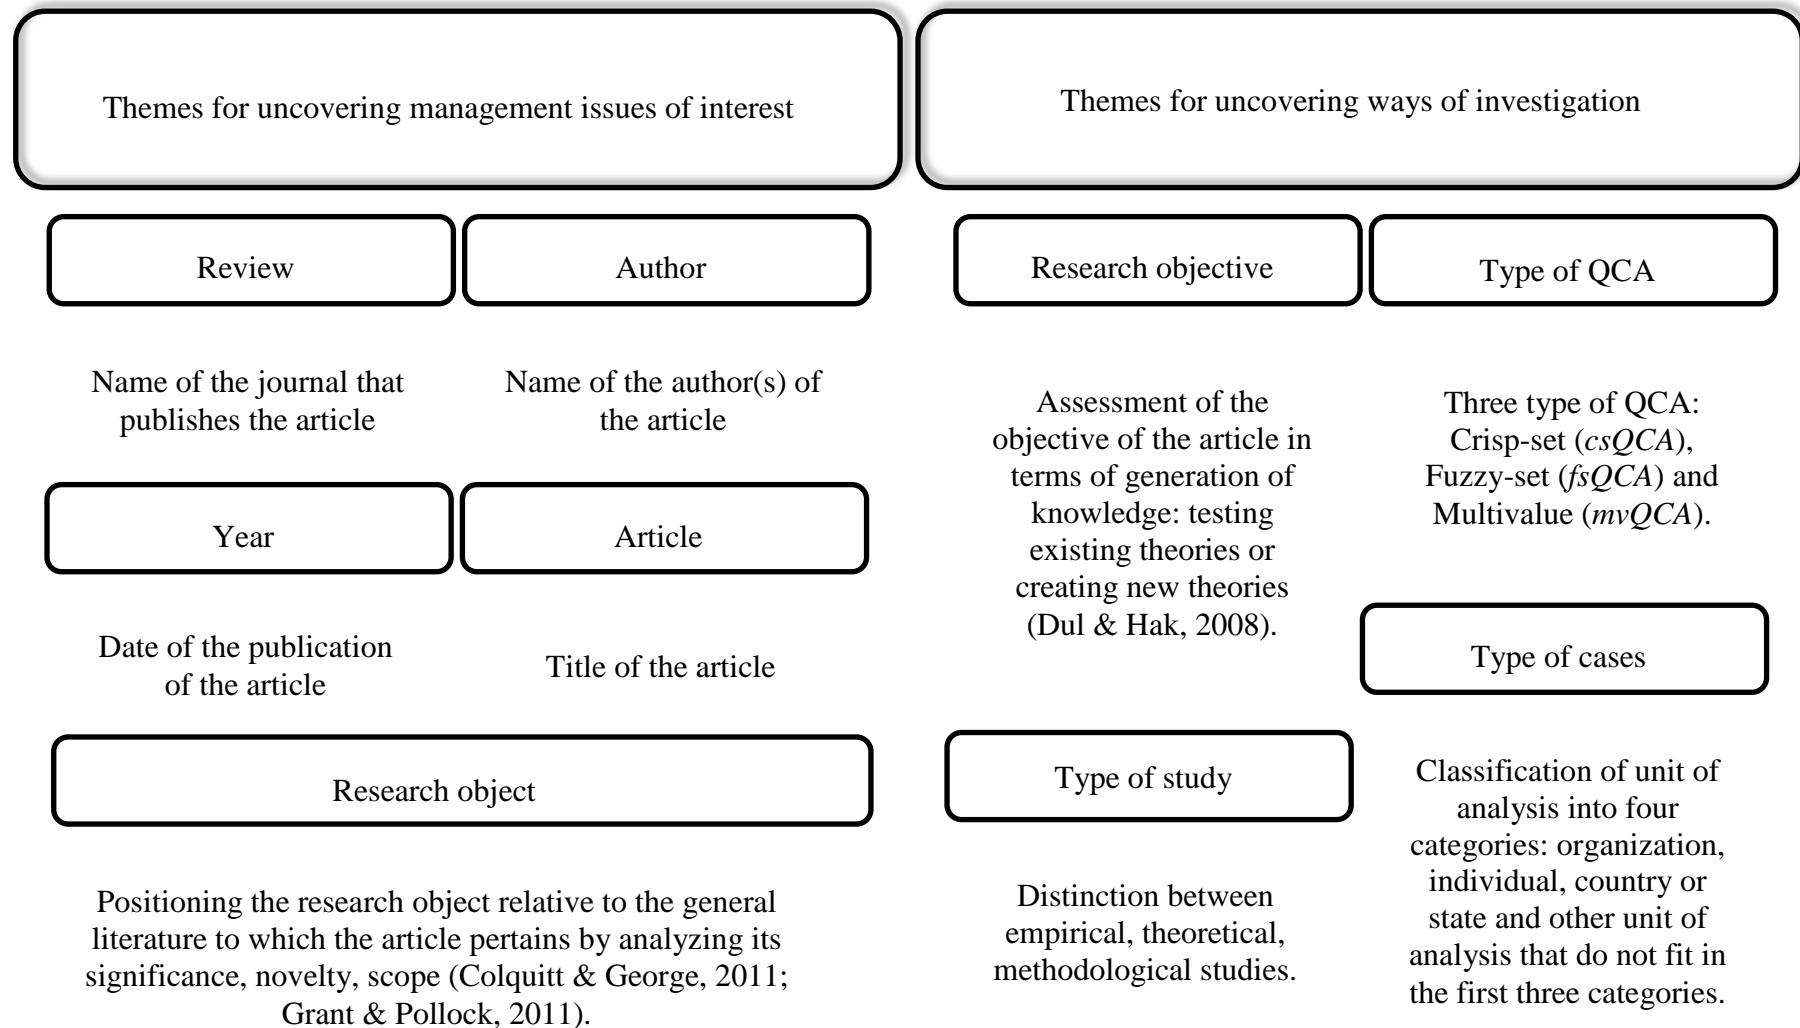 Themes for uncovering management issues of interest
Review
Author
Name of the journal that
publishes the article
Name of the author(s) of
the article
Year
Article
Date of the publication
of the article
Title of the article
Research object
Positioning the research object relative to the general
literature to which the article pertains by analyzing its
significance, novelty, scope (Colquitt & George, 2011;
Grant & Pollock, 2011).
Themes for uncovering ways of investigation
Research objective
Assessment of the
objective of the article in
terms of generation of
knowledge: testing
existing theories or
creating new theories
(Dul & Hak, 2008).
Type of study
Distinction between
empirical, theoretical,
methodological studies.
Type of QCA
Three type of QCA:
Crisp-set (csQCA),
Fuzzy-set (fsQCA) and
Multivalue (mvQCA).
Type of cases
Classification of unit of
analysis into four
categories: organization,
individual, country or
state and other unit of
analysis that do not fit in
the first three categories.